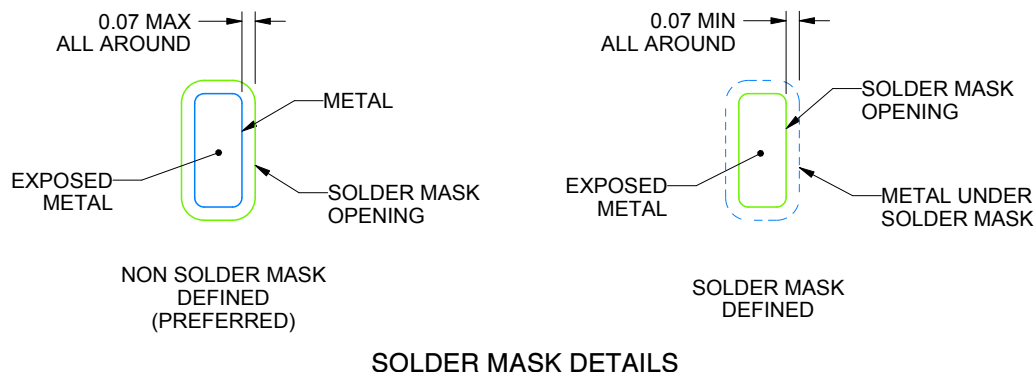 0.07 MAX
ALL AROUND
METAL
EXPOSED
METAL
SOLDER MASK
OPENING
NON SOLDER MASK
DEFINED
(PREFERRED)
0.07 MIN
ALL AROUND
SOLDER MASK
OPENING
EXPOSED
METAL
METAL UNDER
SOLDER MASK
SOLDER MASK
DEFINED
SOLDER MASK DETAILS